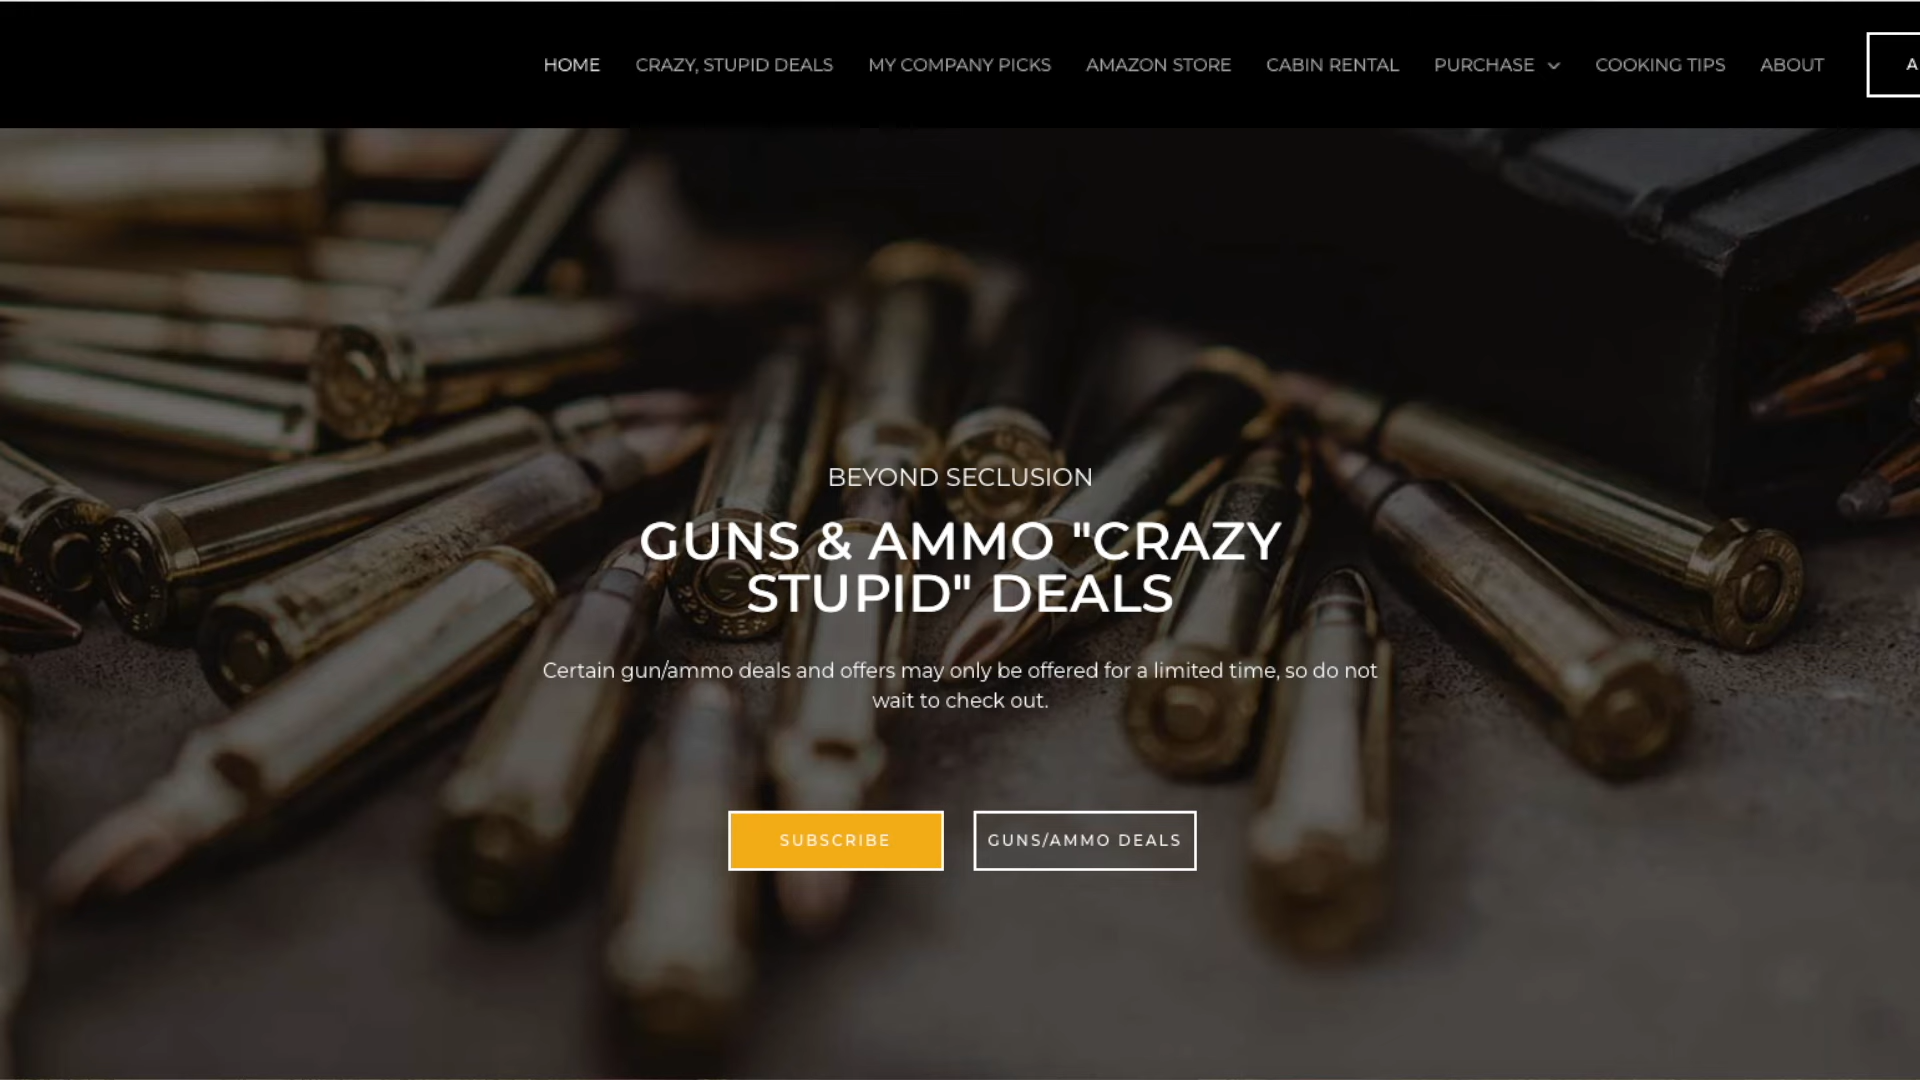 HOME CRAZY, STUPID DEALS MY COMPANY PICKS AMAZON STORE CABIN RENTAL PURCHASE COOKING TIPS ABOUT A
BEYOND SECLUSION
GUNS & AMMO "CRAZY
STUPID" DEALS
Certain gun/ammo deals and offers may only be offered for a limited time, so do not
wait to check out.
SUBSCRIBE GUNS/AMMO DEALS